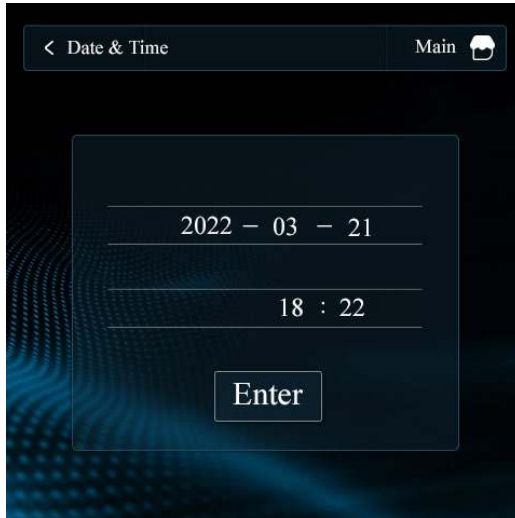 < Date & Time Main
2022 – 03 – 21
18 : 22
Enter